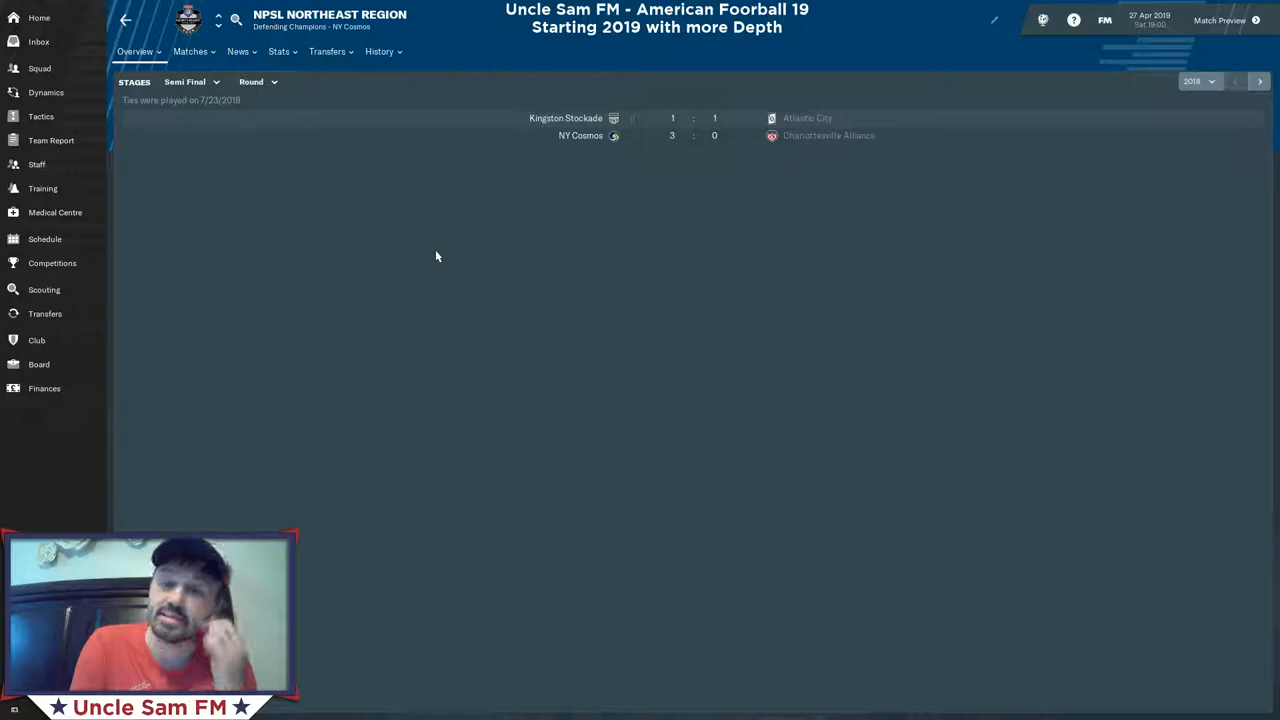 Uncle Sam FM - American Foorball 19
Starting 2019 with more Depth
Home
Inbox
Squad
Dynamics
Tactics
Team Report
Staff
Training
Medical Centre
Schedule
Competitions
Scouting
Transfers
Club
Board
Finances
NPSL NORTHEAST REGION
Defending Champions - NY Cosmos
27 Apr 2019
Sat 19:00
FM
Match Preview
Overview
Matches
News
Stats
Transfers
History
STAGES
Semi Final
Round
2018
Ties were played on 7/23/2018
Kingston Stockade 1 : 1 Atlantic City
NY Cosmos 3 : 0 Charlottesville Alliance
Uncle Sam FM